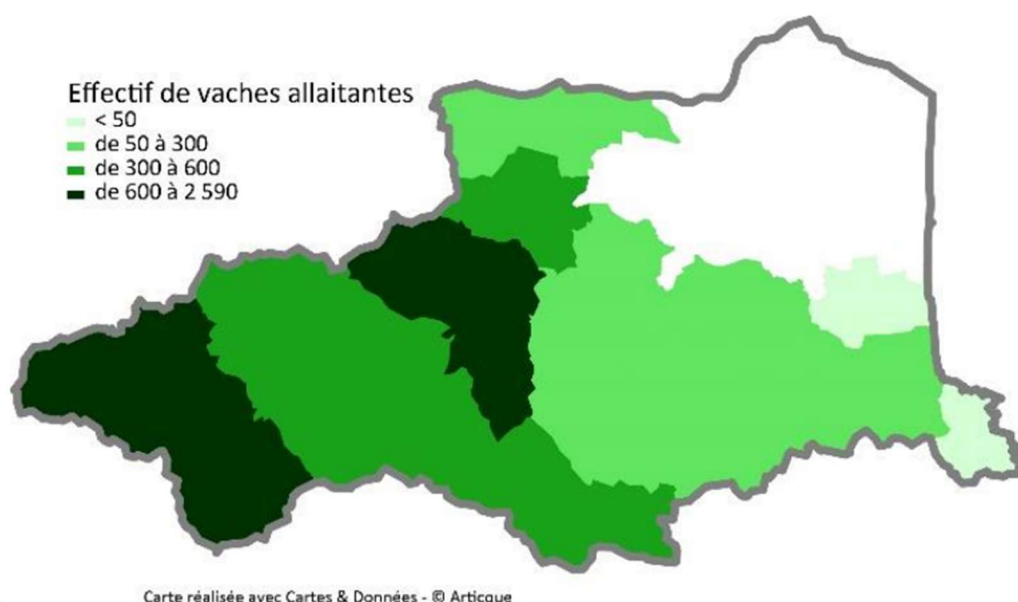 Effectif de vaches allaitantes
< 50
de 50 à 300
de 300 à 600
de 600 à 2 590
Carte réalisée avec Cartes & Données - © Articque